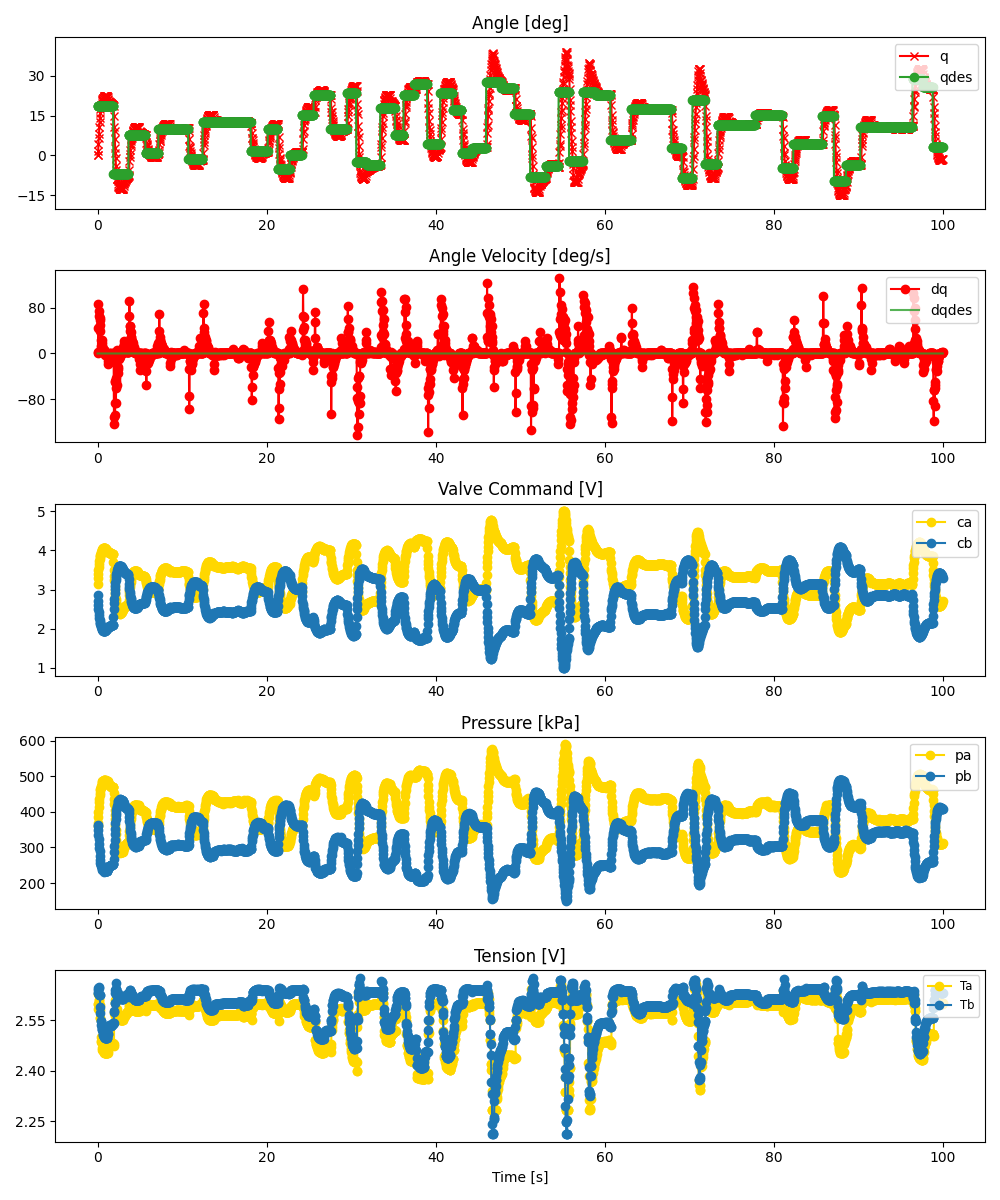 Angle [deg]
30
15
0
−15
q
qdes
0 20 40 60 80 100
Angle Velocity [deg/s]
80
0
−80
dq
dqdes
0 20 40 60 80 100
Valve Command [V]
5
4
3
2
1
ca
cb
0 20 40 60 80 100
Pressure [kPa]
600
500
400
300
200
pa
pb
0 20 40 60 80 100
Tension [V]
2.55
2.40
2.25
Ta
Tb
0 20 40 60 80 100
Time [s]